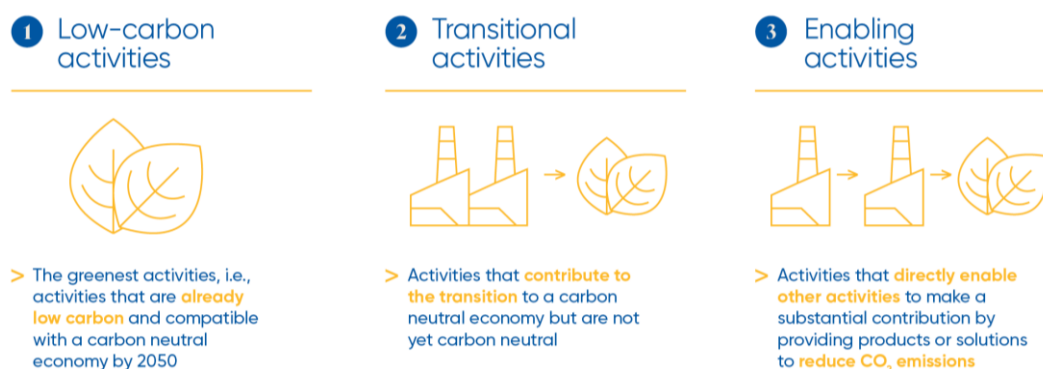 1 Low-carbon
activities
> The greenest activities, i.e.,
activities that are already
low carbon and compatible
with a carbon neutral
economy by 2050
2 Transitional
activities
> Activities that contribute to
the transition to a carbon
neutral economy but are not
yet carbon neutral
3 Enabling
activities
> Activities that directly enable
other activities to make a
substantial contribution by
providing products or solutions
to reduce CO₂ emissions